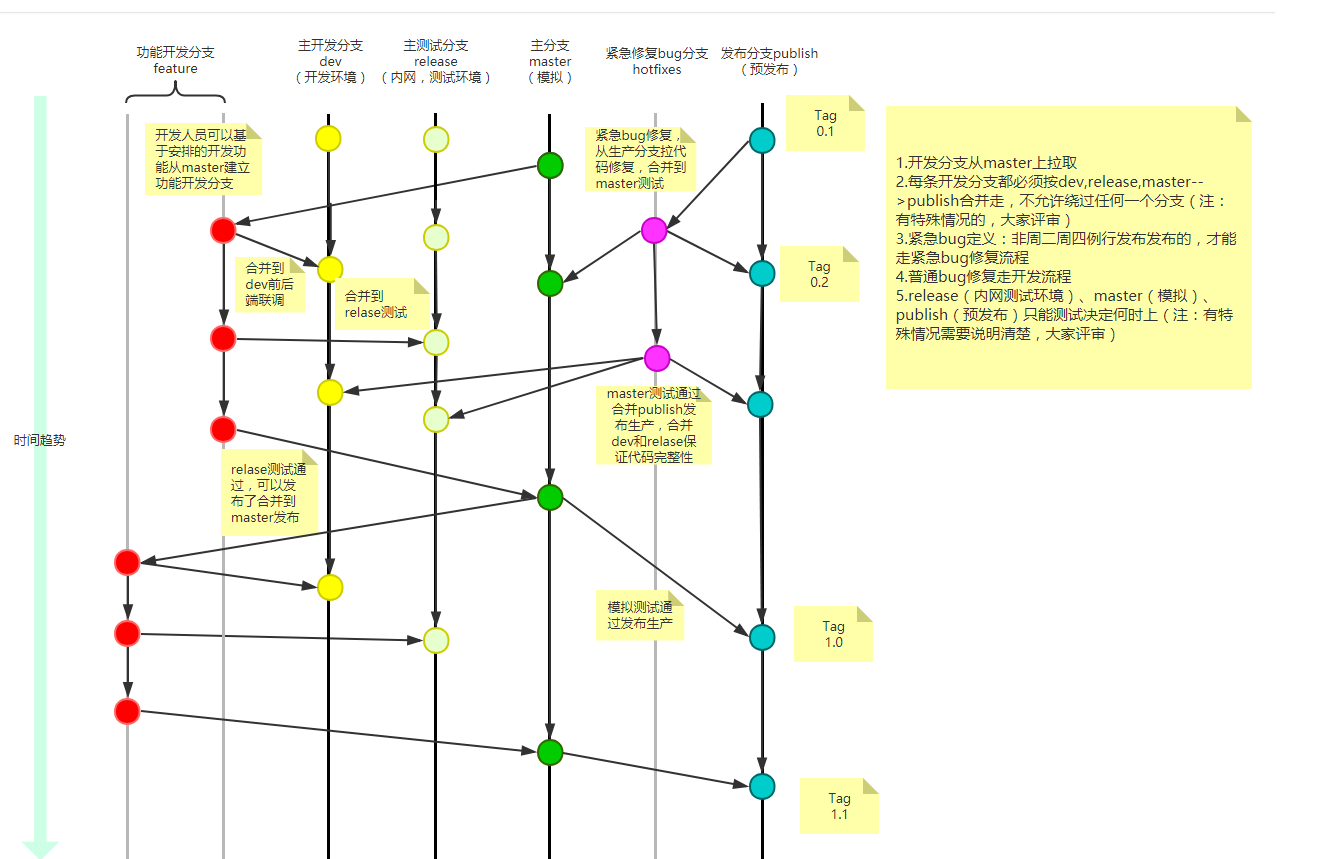 功能开发分支
feature
主开发分支
dev
（开发环境）
主测试分支
release
（内网，测试环境）
主分支
master
（模拟）
紧急修复bug分支
hotfixes
发布分支publish
（预发布）
开发人员可以基
于安排的开发功
能从master建立
功能开发分支
紧急bug修复，
从生产分支拉代
码修复，合并到
master测试
Tag
0.1
1.开发分支从master上拉取
2.每条开发分支都必须按dev,release,master--
>publish合并走，不允许绕过任何一个分支（注：
有特殊情况的，大家评审）
3.紧急bug定义：非周二周四例行发布发布的，才能
走紧急bug修复流程
4.普通bug修复走开发流程
5.release（内网测试环境）、master（模拟）、
publish（预发布）只能测试决定何时上（注：有特
殊情况需要说明清楚，大家评审）
合并到
dev前后
端联调
合并到
relase测试
Tag
0.2
master测试通过
合并publish发
布生产，合并
dev和relase保
证代码完整性
时间趋势
relase测试通
过，可以发
布了合并到
master发布
模拟测试通
过发布生产
Tag
1.0
Tag
1.1